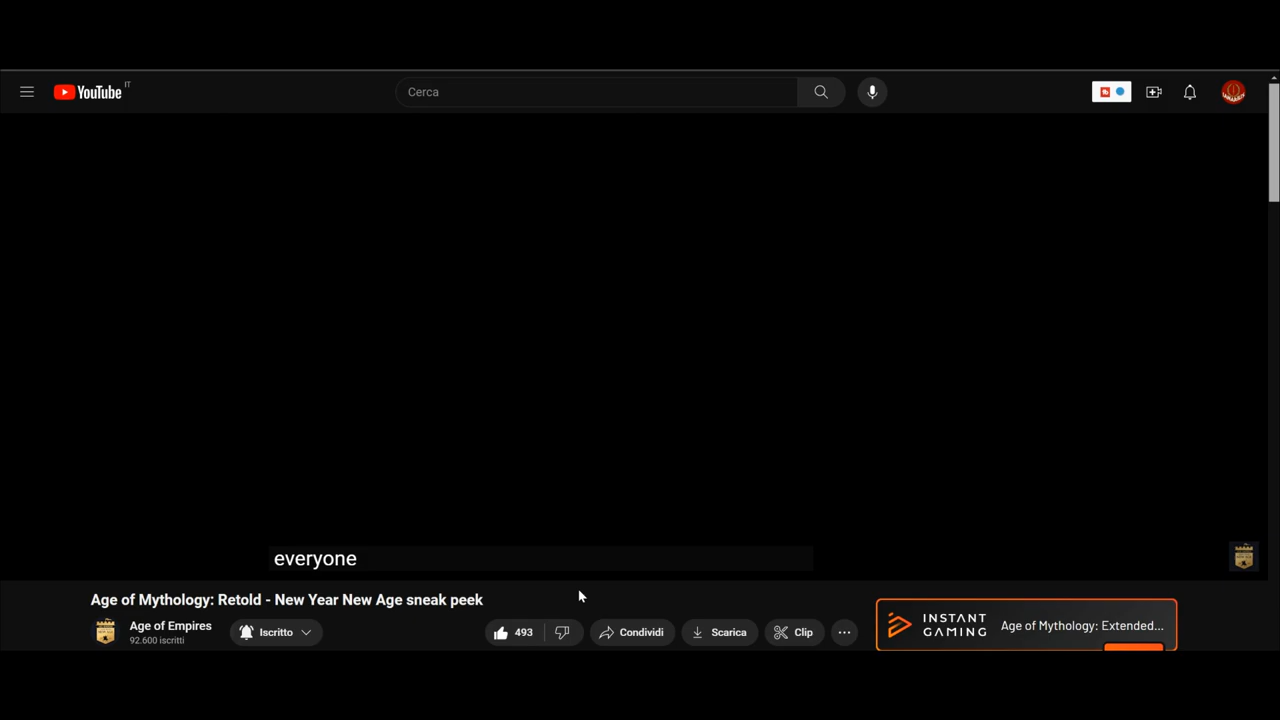 YouTube IT
Cerca
everyone
Age of Mythology: Retold - New Year New Age sneak peek
Age of Empires
92.600 iscritti
Iscritto
493
Condividi
Scarica
Clip
INSTANT
GAMING
Age of Mythology: Extended...